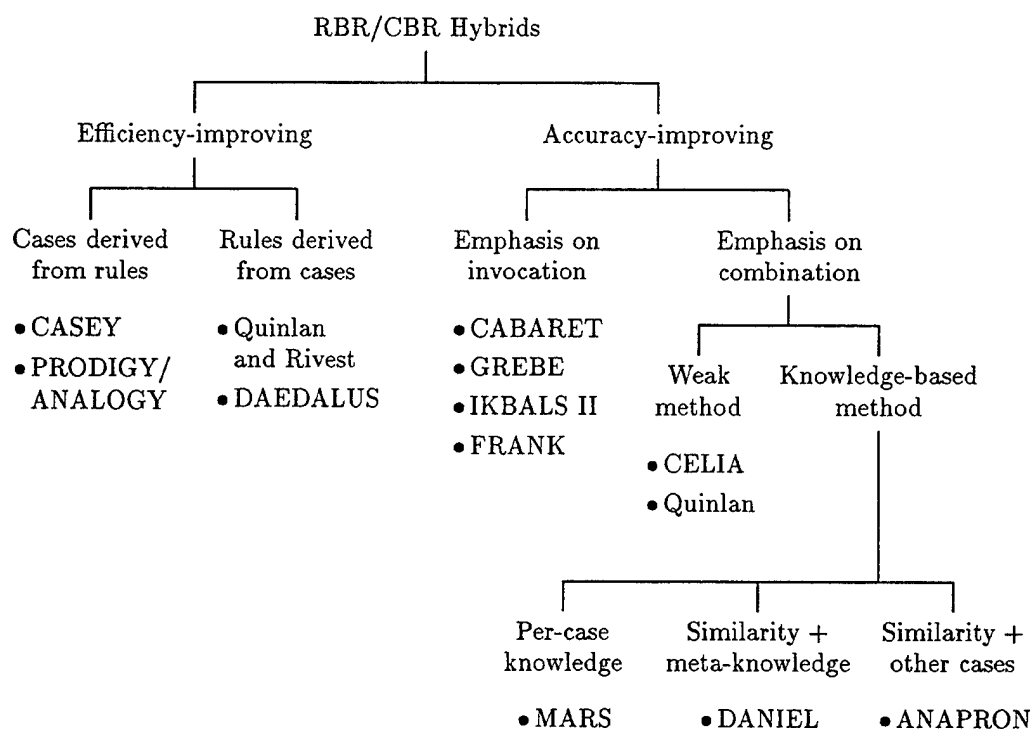 RBR/CBR Hybrids
Efficiency-improving
Accuracy-improving
Cases derived
from rules
• CASEY
• PRODIGY/
ANALOGY
Rules derived
from cases
• Quinlan
and Rivest
• DAEDALUS
Emphasis on
invocation
• CABARET
• GREBE
• IKBALS II
• FRANK
Emphasis on
combination
Weak
method
• CELIA
• Quinlan
Knowledge-based
method
Per-case
knowledge
• MARS
Similarity +
meta-knowledge
• DANIEL
Similarity +
other cases
• ANAPRON